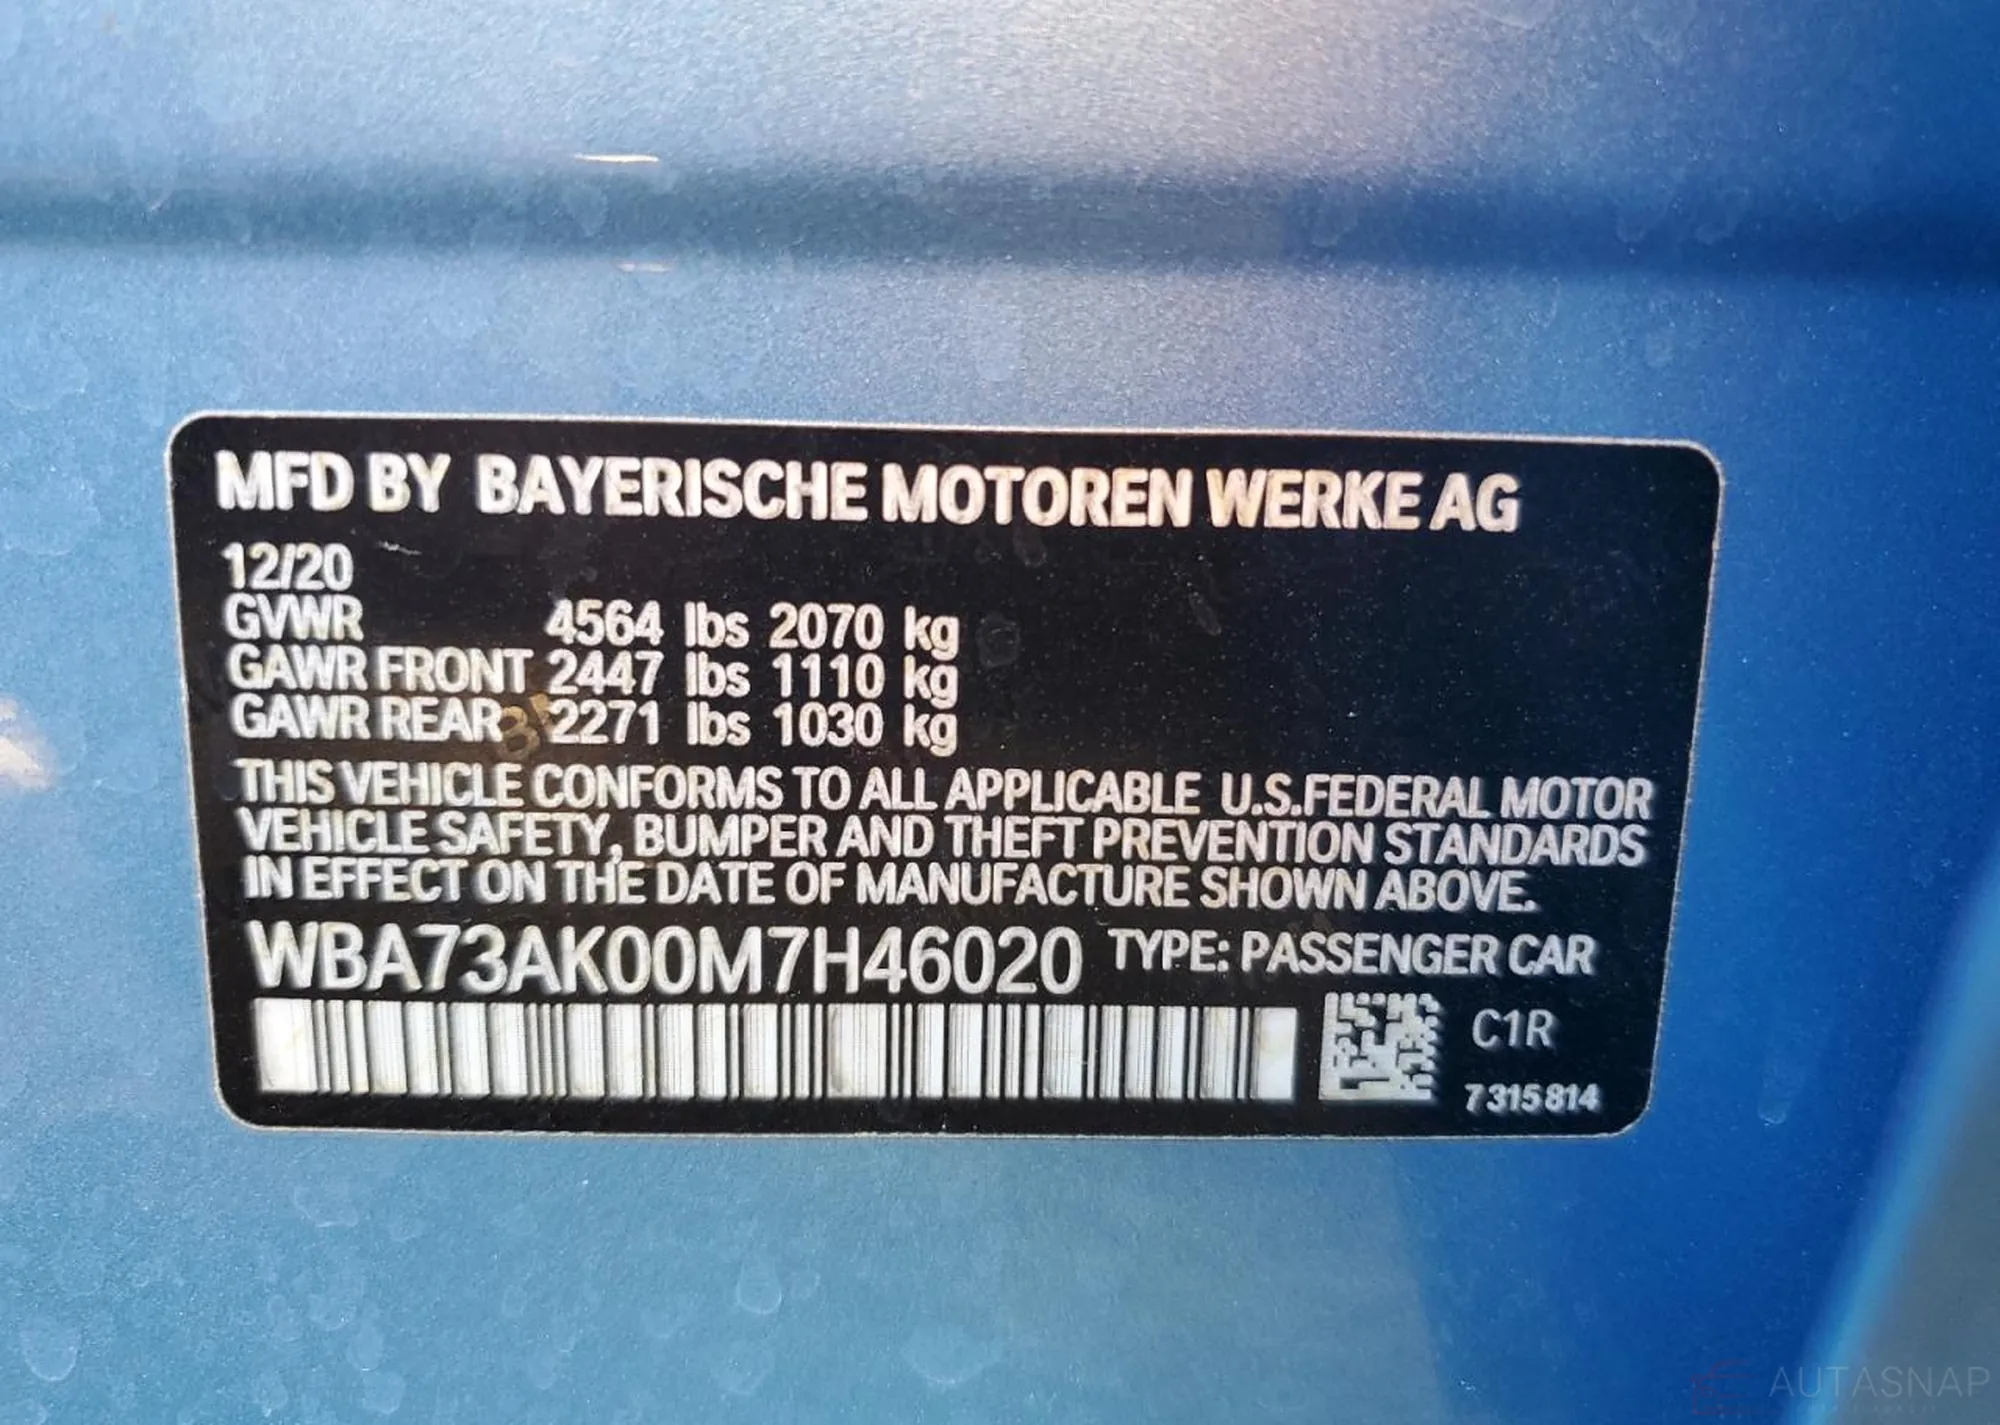 MFD BY BAYERISCHE MOTOREN WERKE AG
12/20
GVWR 4564 lbs 2070 kg
GAWR FRONT 2447 lbs 1110 kg
GAWR REAR 2271 lbs 1030 kg
THIS VEHICLE CONFORMS TO ALL APPLICABLE U.S.FEDERAL MOTOR
VEHICLE SAFETY, BUMPER AND THEFT PREVENTION STANDARDS
IN EFFECT ON THE DATE OF MANUFACTURE SHOWN ABOVE.
WBA73AK00M7H46020 TYPE: PASSENGER CAR
C1R
7315814
AUTASNAP